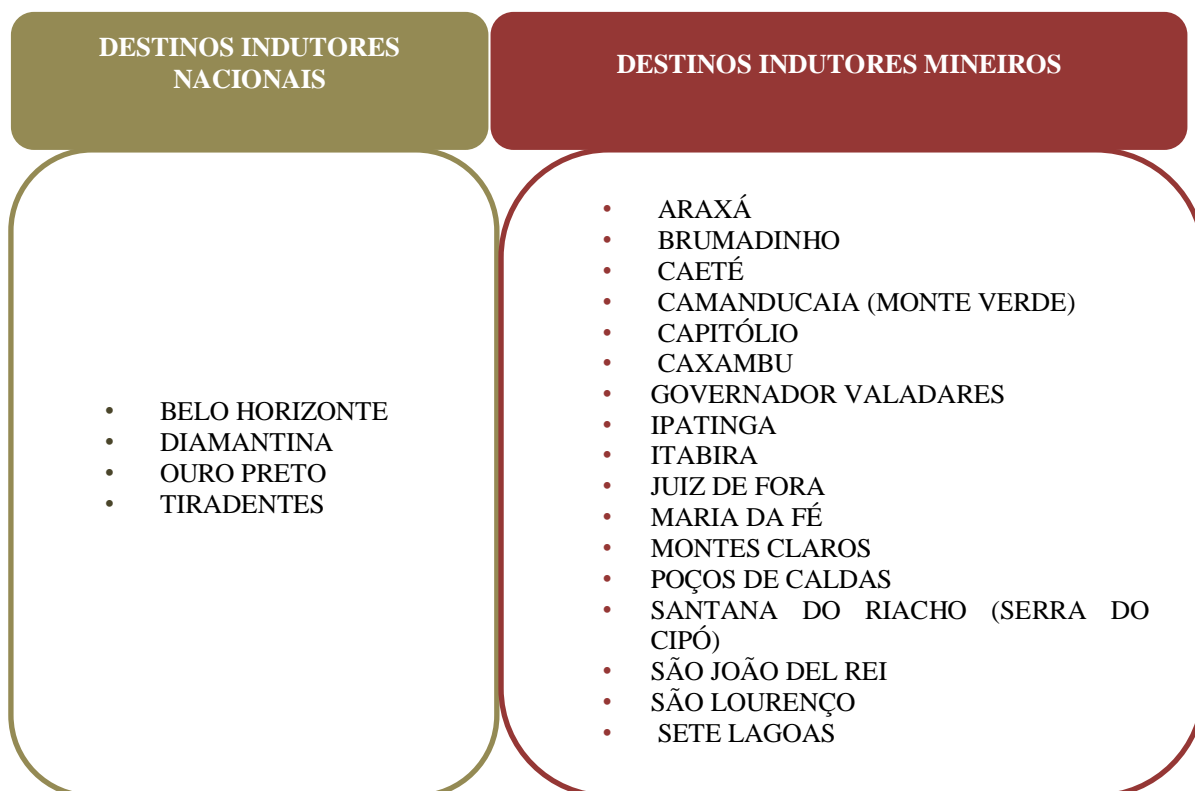 DESTINOS INDUTORES
NACIONAIS
• BELO HORIZONTE
• DIAMANTINA
• OURO PRETO
• TIRADENTES
DESTINOS INDUTORES MINEIROS
• ARAXÁ
• BRUMADINHO
• CAETÉ
• CAMANDUCAIA (MONTE VERDE)
• CAPITÓLIO
• CAXAMBU
• GOVERNADOR VALADARES
• IPATINGA
• ITABIRA
• JUIZ DE FORA
• MARIA DA FÉ
• MONTES CLAROS
• POÇOS DE CALDAS
• SANTANA DO RIACHO (SERRA DO
CIPÓ)
• SÃO JOÃO DEL REI
• SÃO LOURENÇO
• SETE LAGOAS